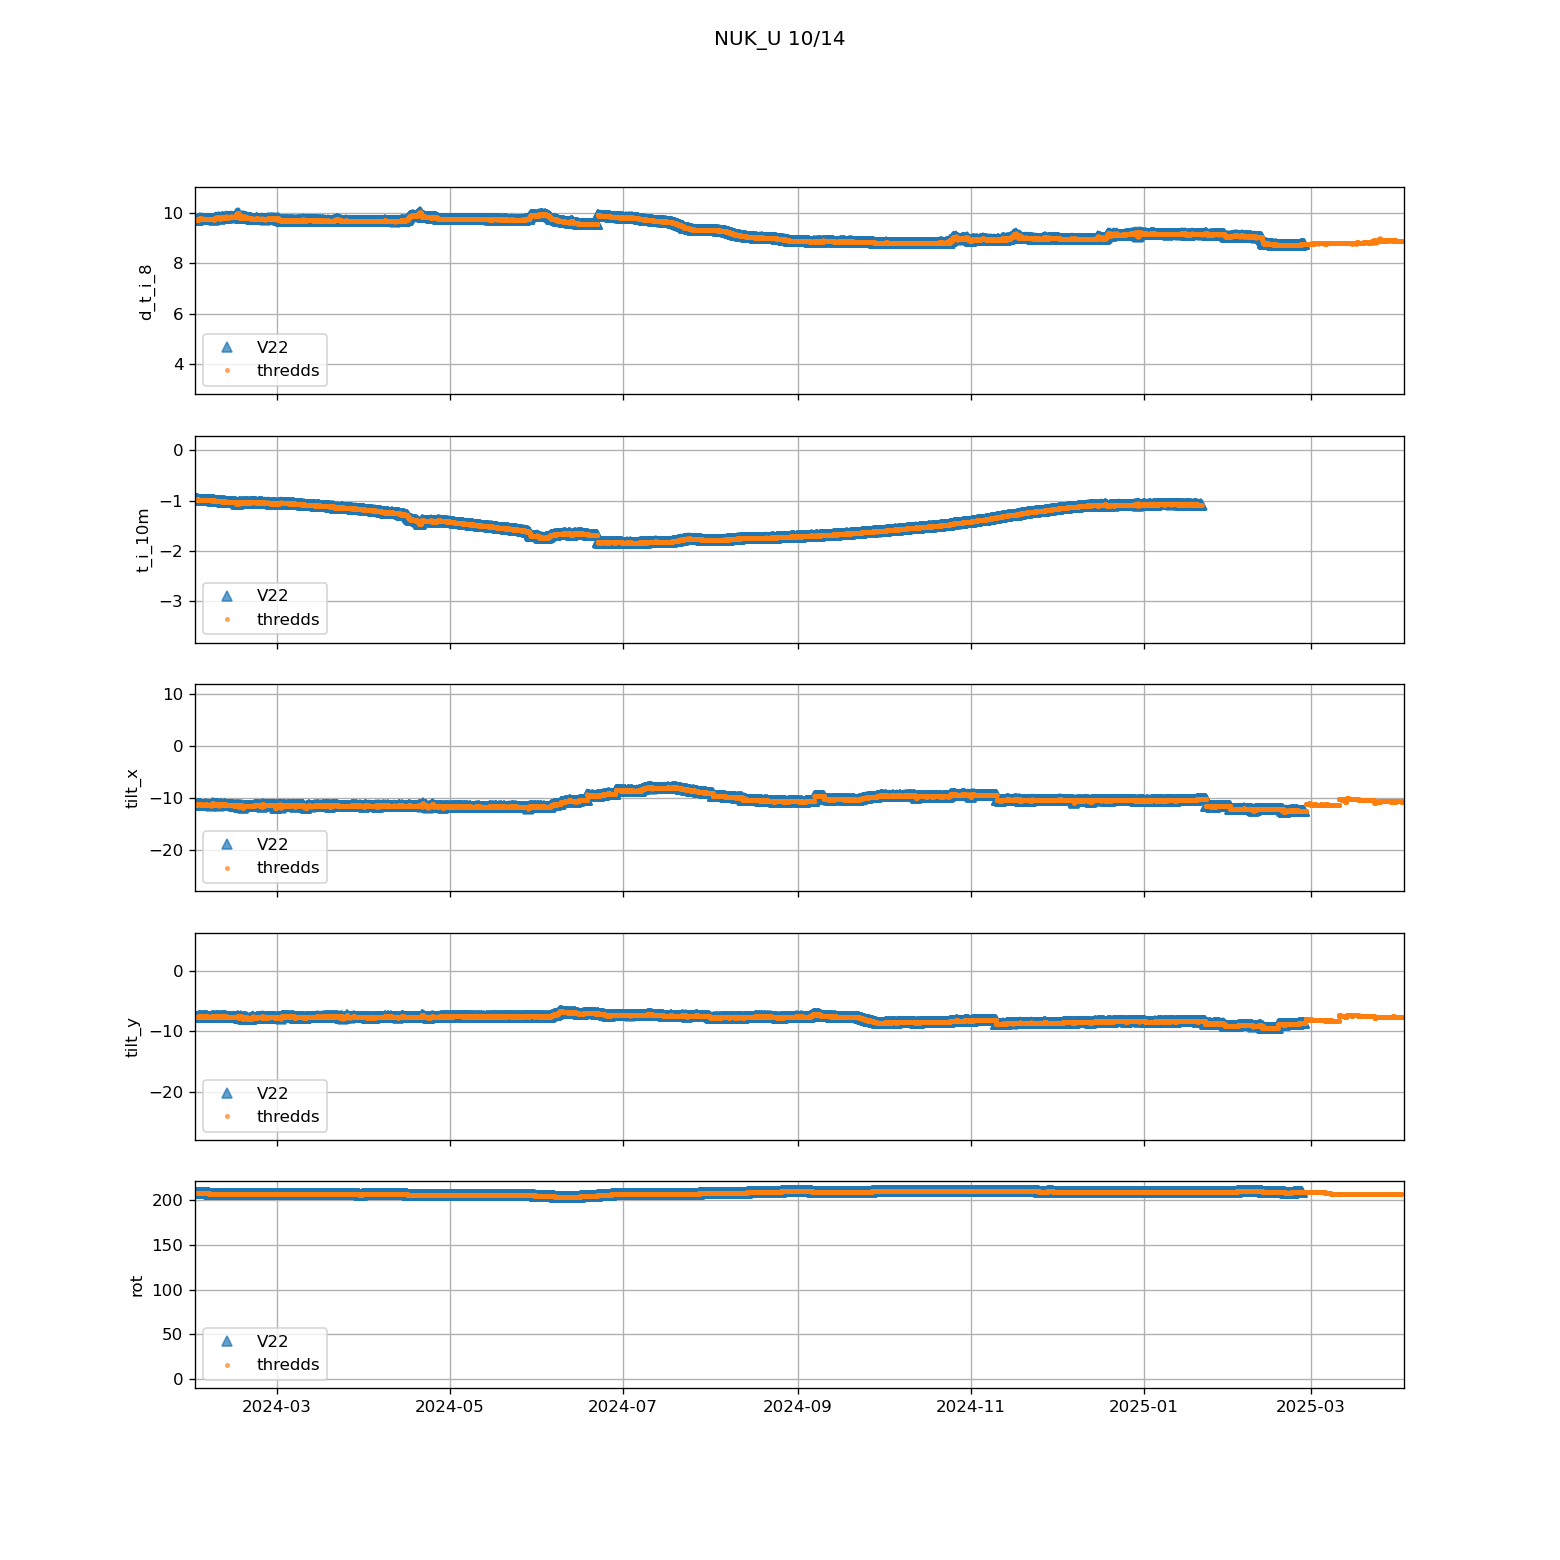 NUK_U 10/14
10
8
6
4
d_t_i_8
V22
thredds
0
−1
−2
−3
t_i_10m
V22
thredds
10
0
−10
−20
tilt_x
V22
thredds
0
−10
−20
tilt_y
V22
thredds
200
150
100
50
0
rot
V22
thredds
2024-03 2024-05 2024-07 2024-09 2024-11 2025-01 2025-03